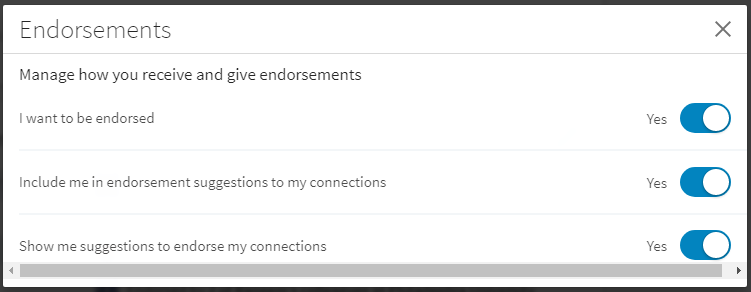 Endorsements
Manage how you receive and give endorsements
I want to be endorsed Yes
Include me in endorsement suggestions to my connections Yes
Show me suggestions to endorse my connections Yes